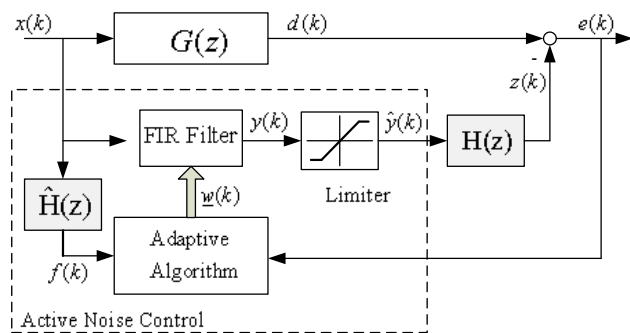 x(k)
G(z)
d(k)
e(k)
-
z(k)
FIR Filter
y(k)
ŷ(k)
H(z)
Ĥ(z)
w(k)
Limiter
f(k)
Adaptive
Algorithm
Active Noise Control